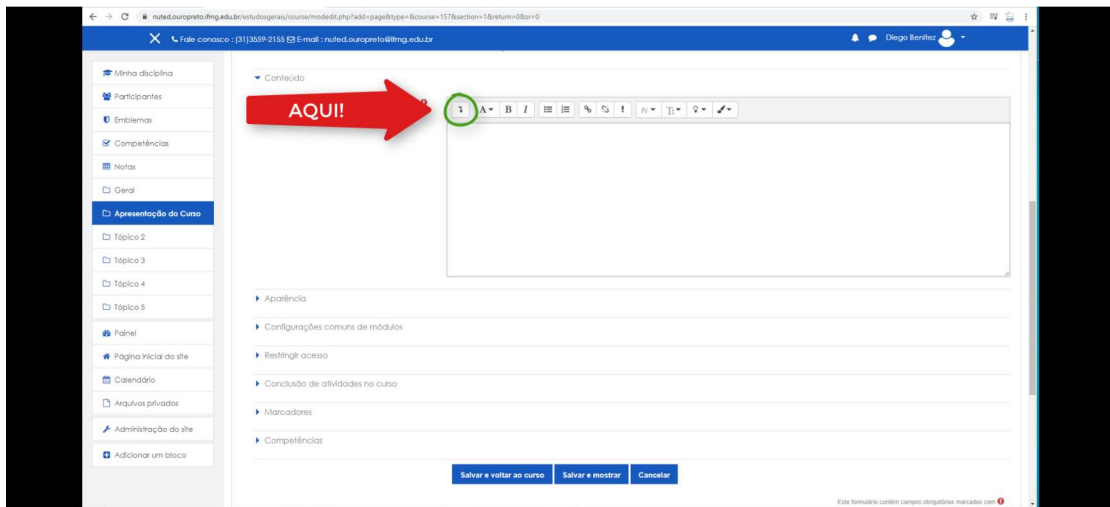 nuted.ouropreto.ifmg.edu.br/estudosgerais/course/modedit.php?add=page&type=&course=157&section=1&return=0&sr=0
Fale conosco : (31)3559-2155 E-mail : nuted.ouropreto@ifmg.edu.br
Diego Benitez
Minha disciplina
Participantes
Emblemas
Competências
Notas
Geral
Apresentação do Curso
Tópico 2
Tópico 3
Tópico 4
Tópico 5
Painel
Página inicial do site
Calendário
Arquivos privados
Administração do site
Adicionar um bloco
Conteúdo
AQUI!
A B I
Aparência
Configurações comuns de módulos
Restringir acesso
Conclusão de atividades no curso
Marcadores
Competências
Salvar e voltar ao curso Salvar e mostrar Cancelar
Este formulário contém campos obrigatórios marcados com